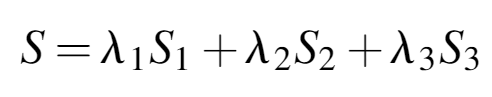 S = λ₁S₁ + λ₂S₂ + λ₃S₃